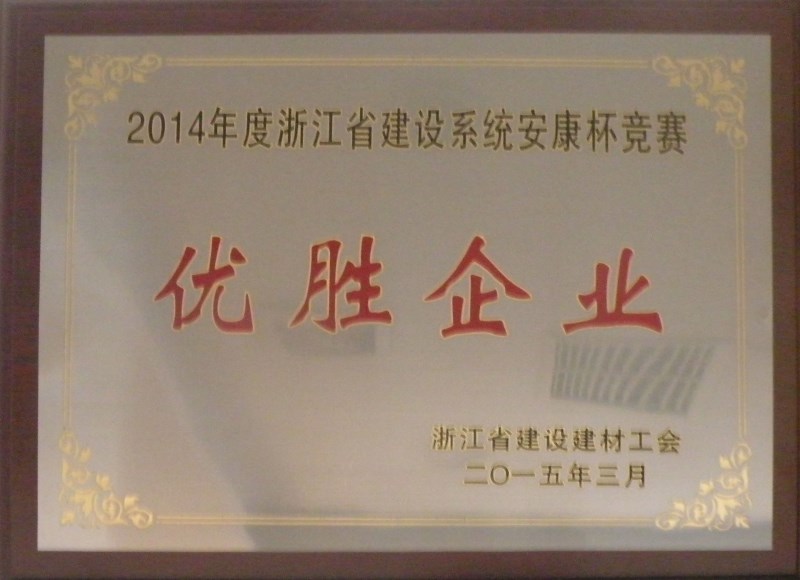 2014年度浙江省建设系统安康杯竞赛
优胜企业
浙江省建设建材工会
二〇一五年三月